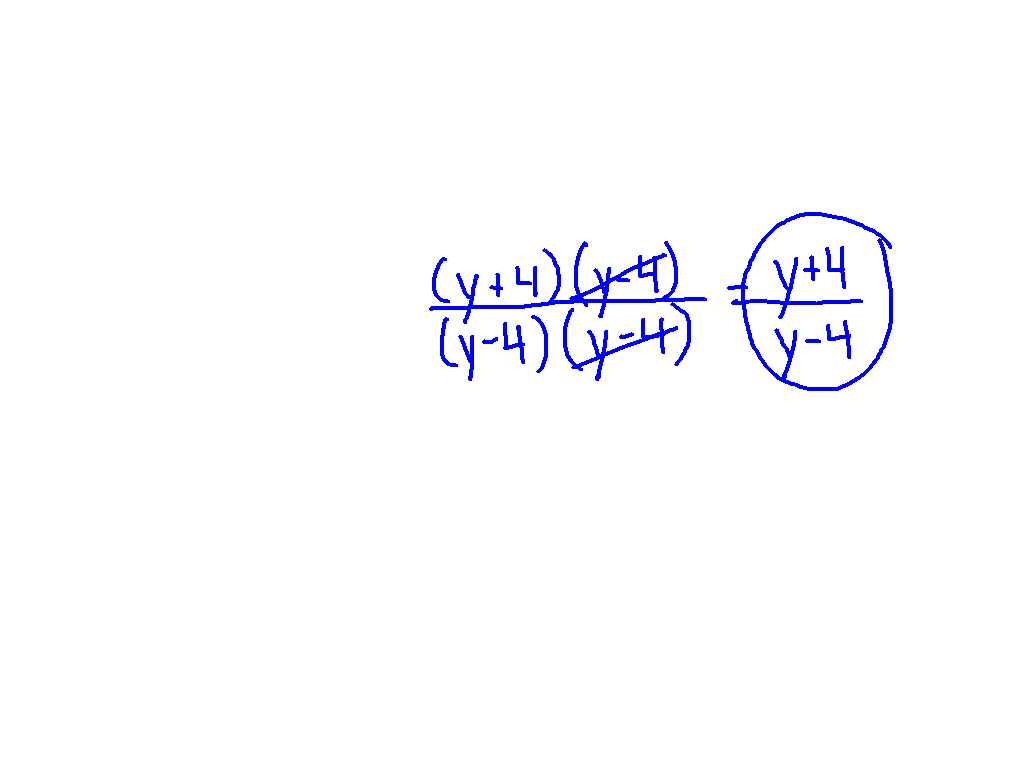 (y+4)(y-4) / (y-4)(y-4) = y+4 / y-4